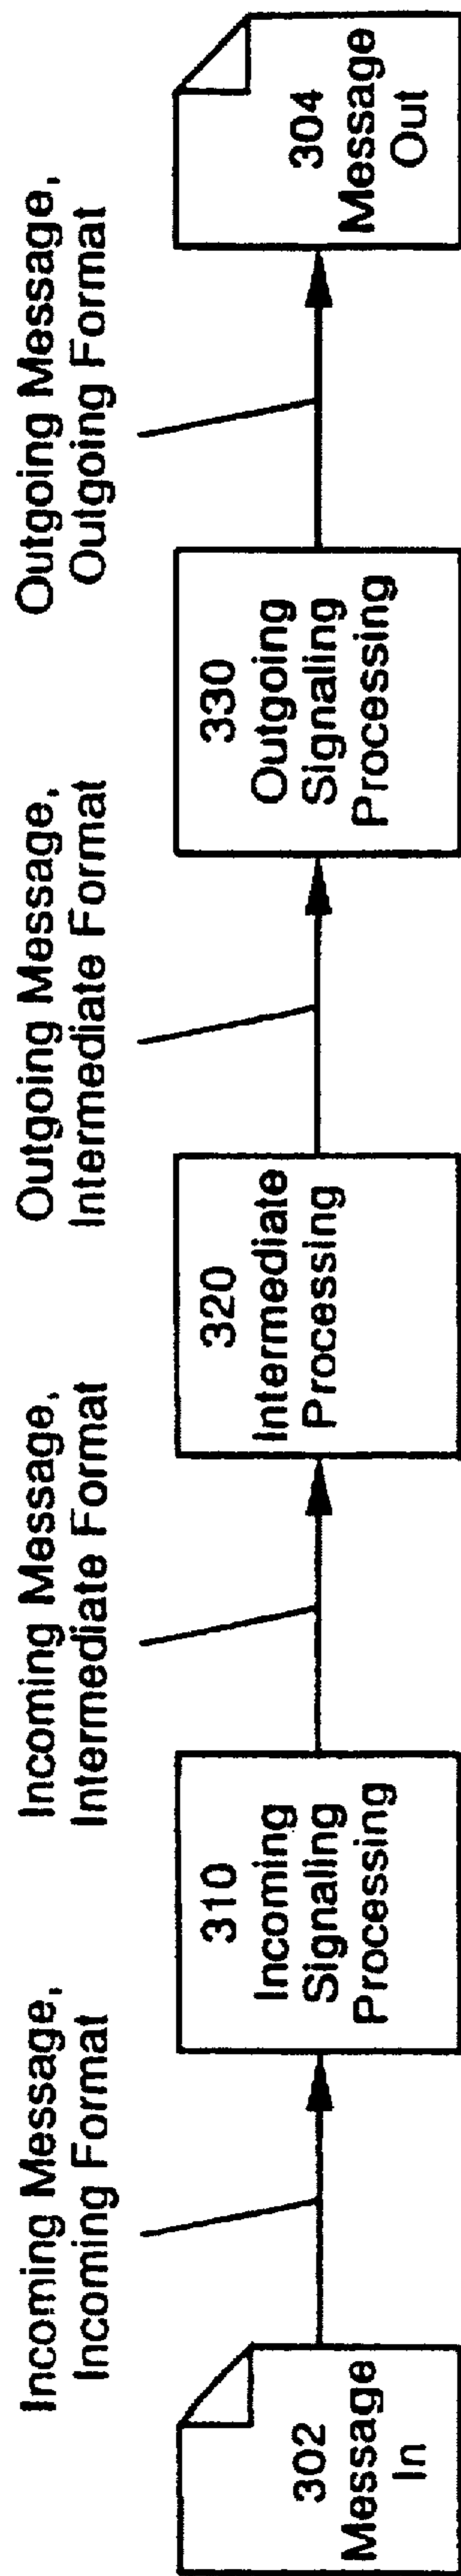 Incoming Message,
Incoming Format
Incoming Message,
Intermediate Format
Outgoing Message,
Intermediate Format
Outgoing Message,
Outgoing Format
302
Message
In
310
Incoming
Signaling
Processing
320
Intermediate
Processing
330
Outgoing
Signaling
Processing
304
Message
Out